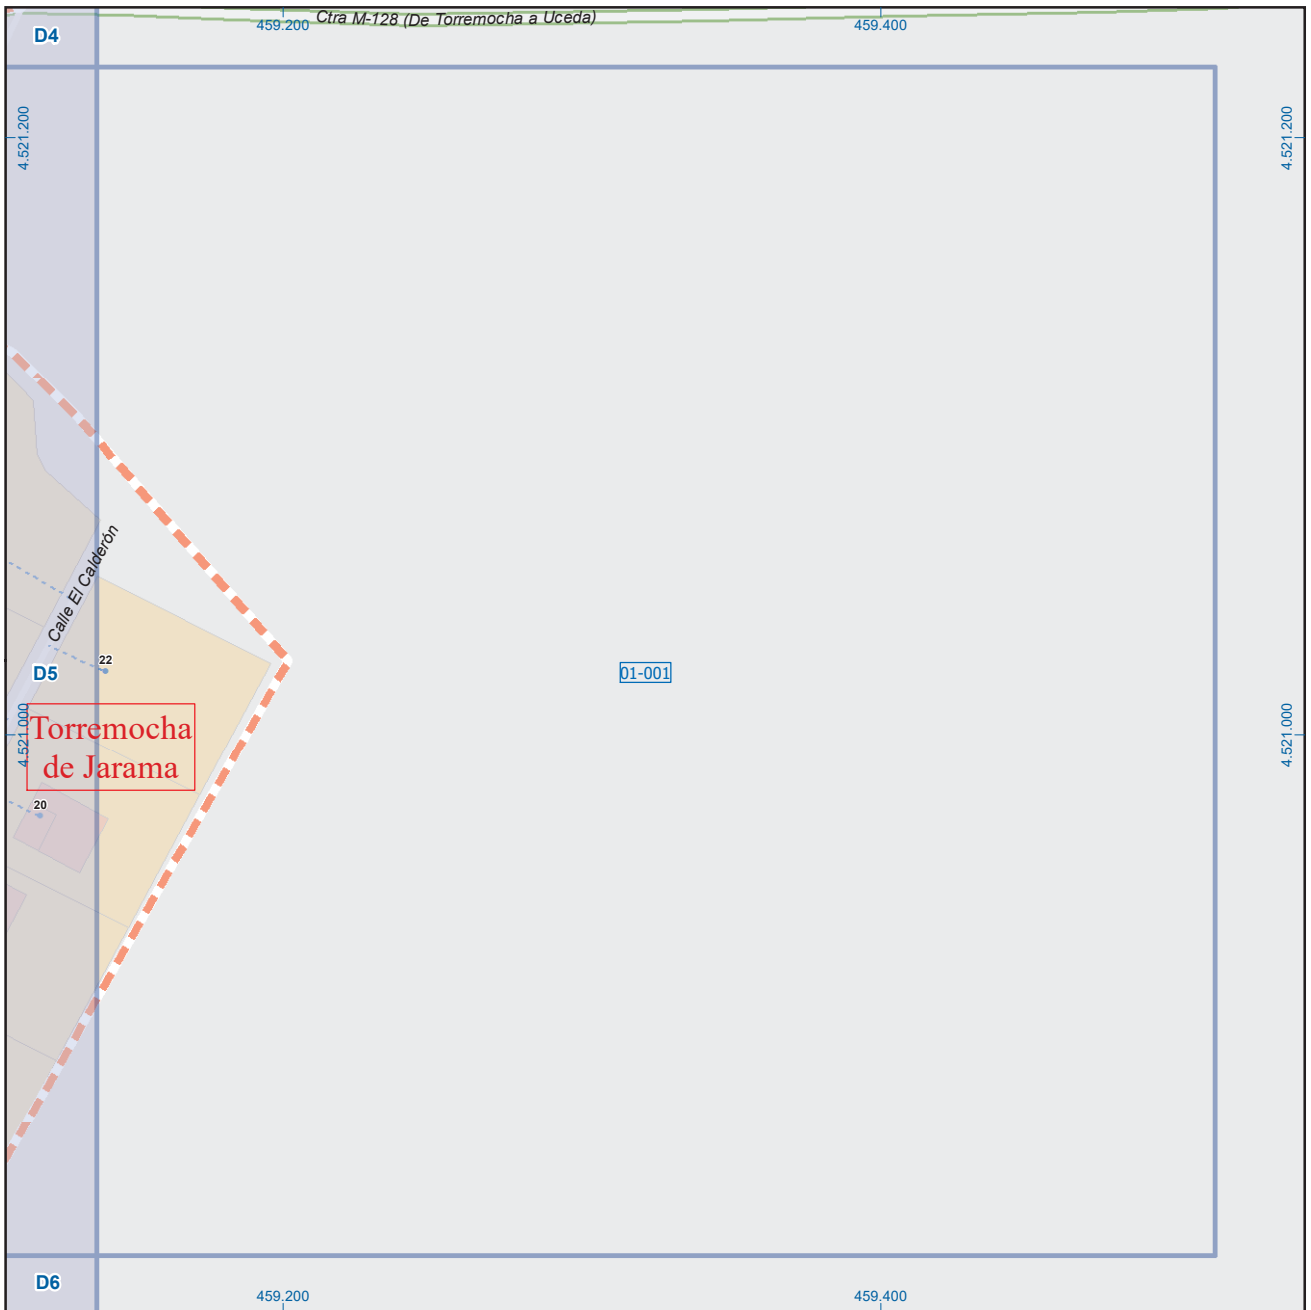 Ctra M-128 (De Torremocha a Uceda)
459.200
459.400
D4
4.521.200
4.521.200
Calle El Calderón
22
D5
01-001
4.521.000
4.521.000
Torremocha
de Jarama
20
D6
459.200
459.400